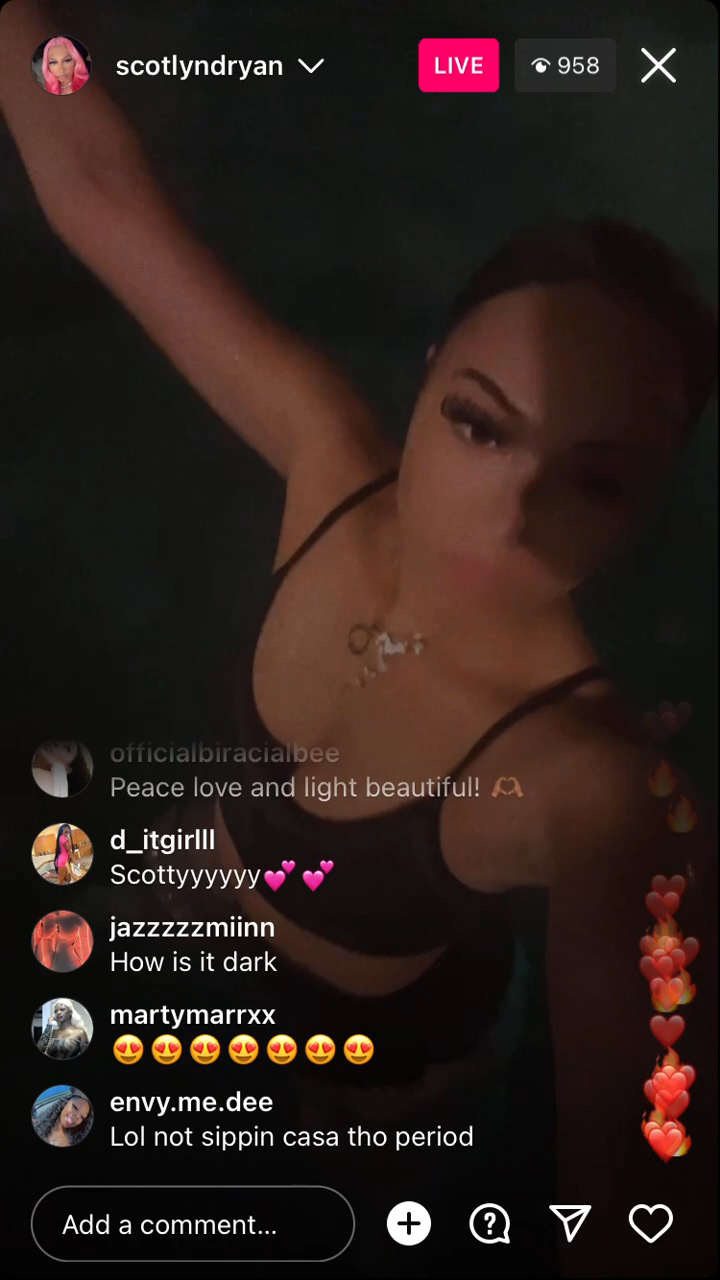 scotlyndryan
LIVE
958
officialbiracialbee
Peace love and light beautiful! 🫶🏽
d_itgirlll
Scottyyyyyy💕💕
jazzzzzmiinn
How is it dark
martymarrxx
😍😍😍😍😍😍😍
envy.me.dee
Lol not sippin casa tho period
Add a comment...